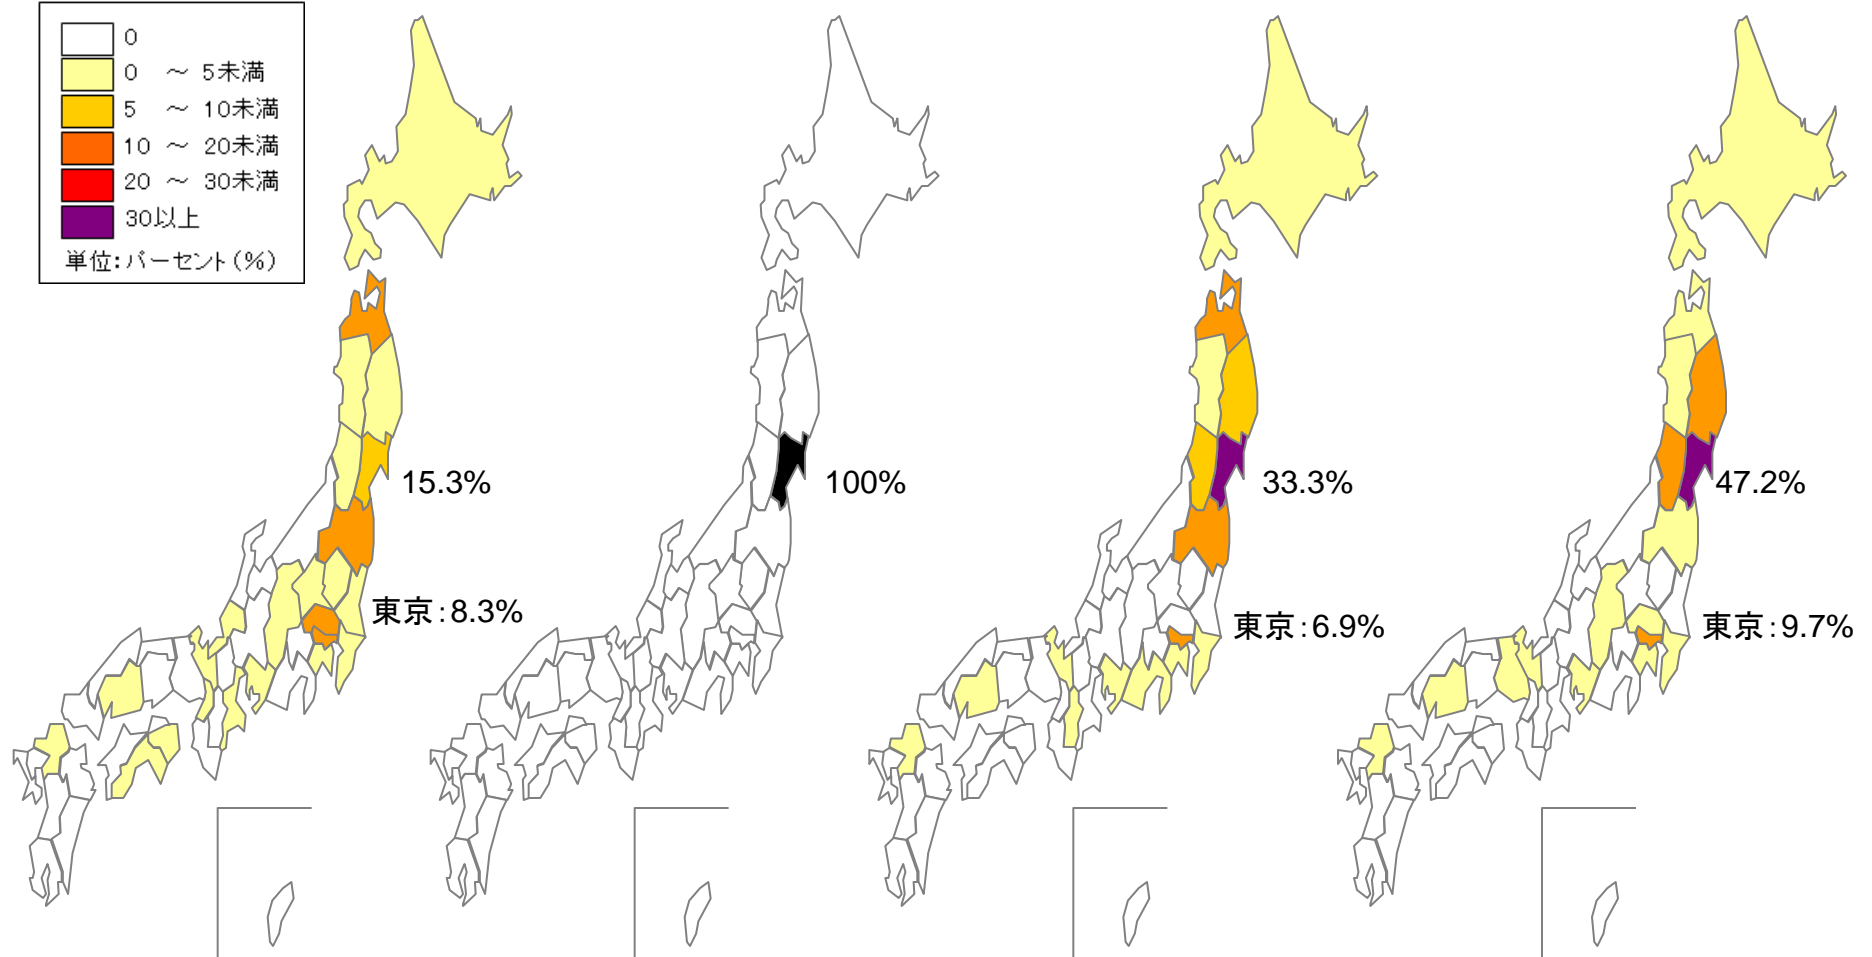 0
0 ～ 5未満
5 ～ 10未満
10 ～ 20未満
20 ～ 30未満
30以上
単位:パーセント(%)
15.3%
100%
33.3%
47.2%
東京：8.3%
東京：6.9%
東京：9.7%